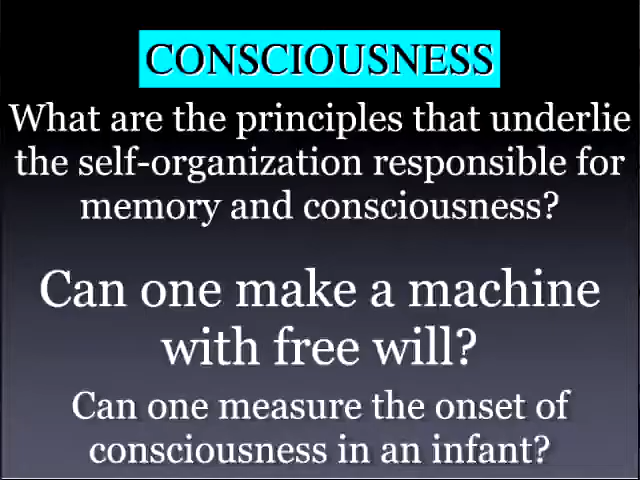 CONSCIOUSNESS
What are the principles that underlie
the self-organization responsible for
memory and consciousness?
Can one make a machine
with free will?
Can one measure the onset of
consciousness in an infant?